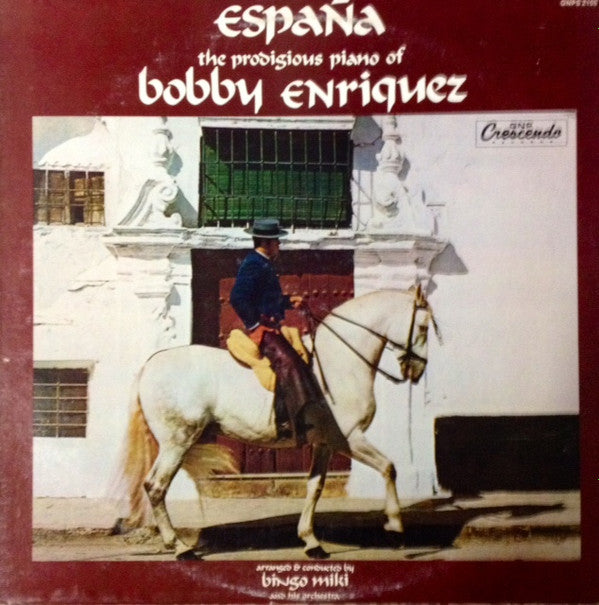 GNPS 2155
España
the prodigious piano of
bobby Enriquez
GNP
Crescendo
RECORDS
arranged & conducted by
bingo miki
and his orchestra